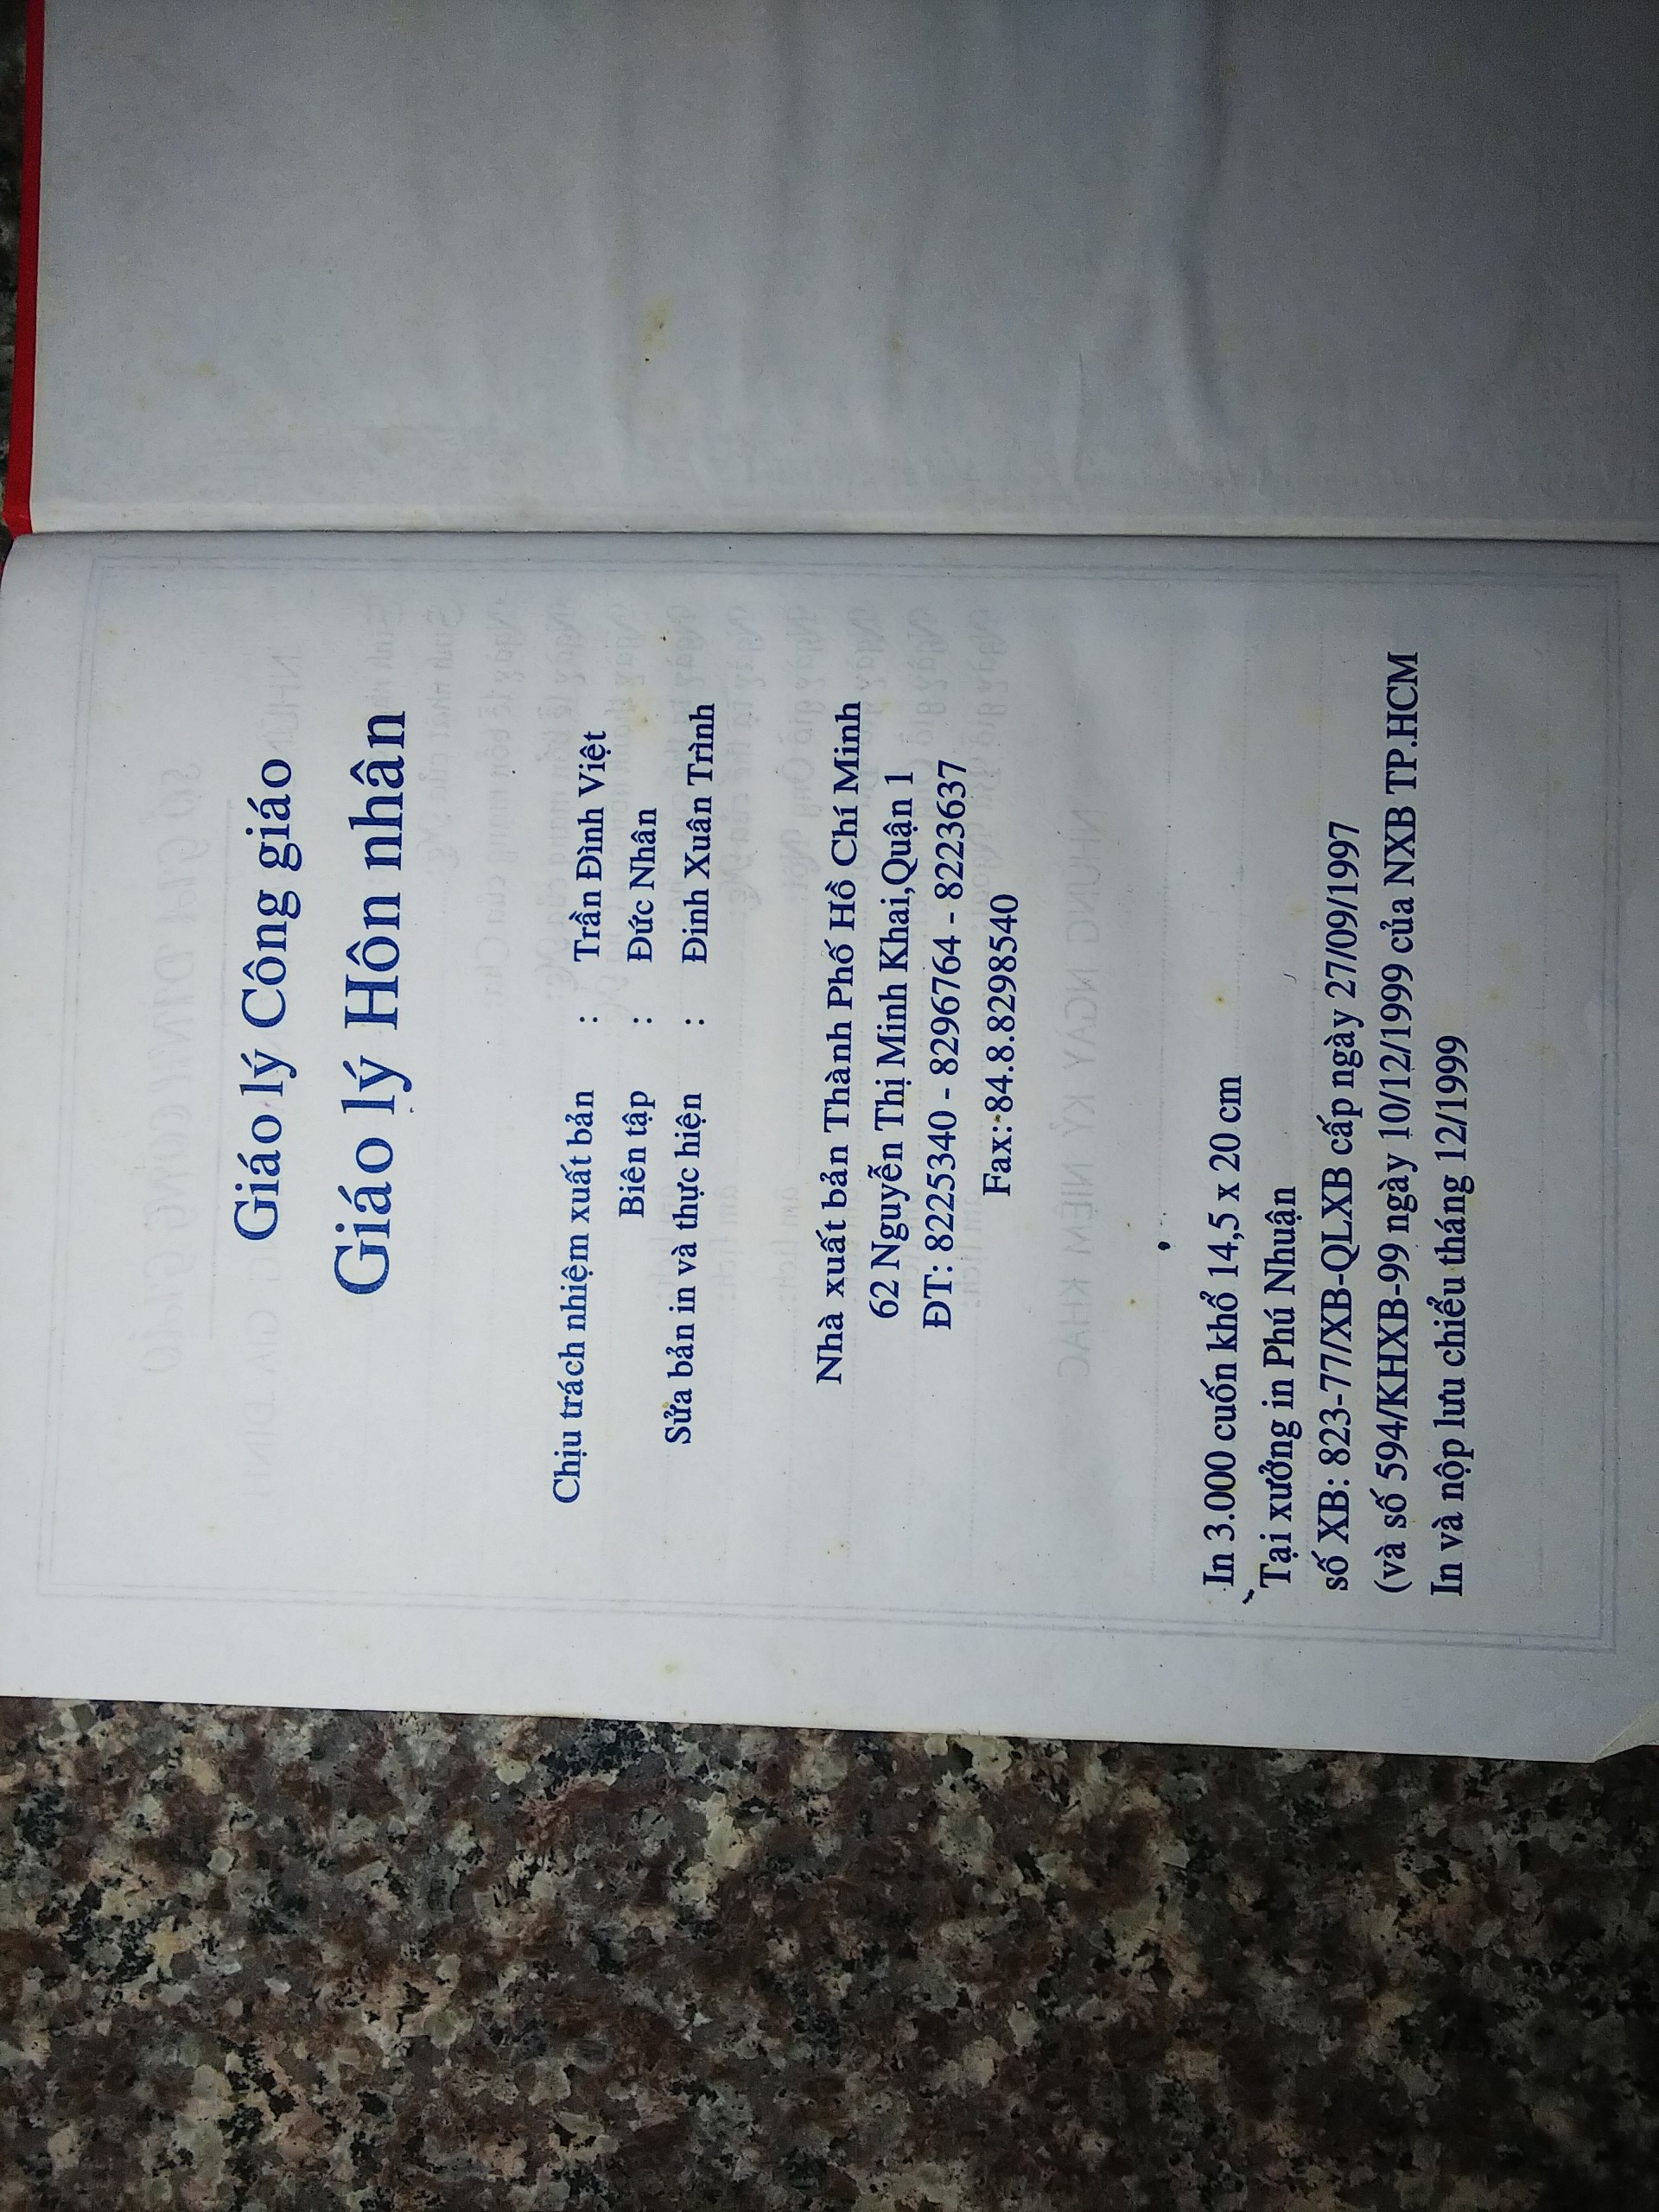 Giáo lý Công giáo
Giáo lý Hôn nhân
Chịu trách nhiệm xuất bản : Trần Đình Việt
Biên tập : Đức Nhân
Sửa bản in và thực hiện : Đinh Xuân Trình
Nhà xuất bản Thành Phố Hồ Chí Minh
62 Nguyễn Thị Minh Khai,Quận 1
ĐT: 8225340 - 8296764 - 8223637
Fax: 84.8.8298540
In 3.000 cuốn khổ 14,5 x 20 cm
Tại xưởng in Phú Nhuận
số XB: 823-77/XB-QLXB cấp ngày 27/09/1997
(và số 594/KHXB-99 ngày 10/12/1999 của NXB TP.HCM
In và nộp lưu chiểu tháng 12/1999